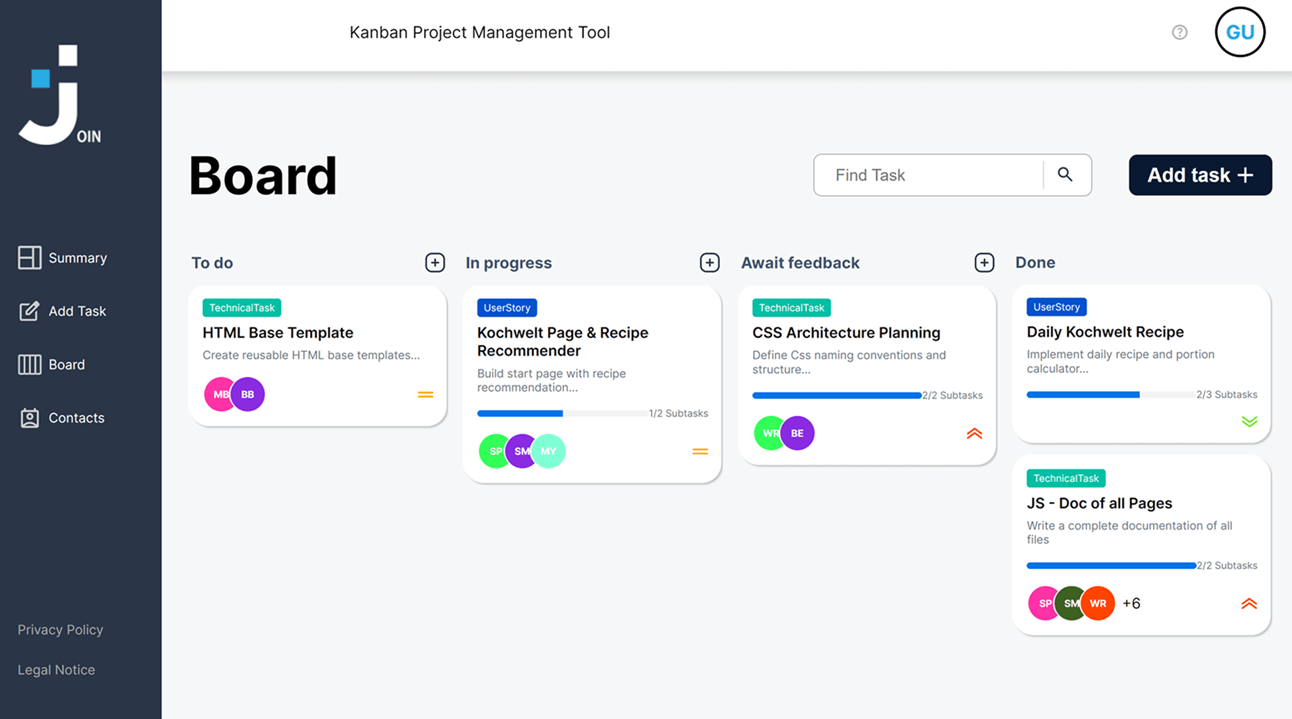 Kanban Project Management Tool
GU
JOIN
Board
Find Task
Add task
Summary
Add Task
Board
Contacts
Privacy Policy
Legal Notice
To do
TechnicalTask
HTML Base Template
Create reusable HTML base templates...
MB BB
In progress
UserStory
Kochwelt Page & Recipe
Recommender
Build start page with recipe
recommendation...
1/2 Subtasks
SP SM MY
Await feedback
TechnicalTask
CSS Architecture Planning
Define Css naming conventions and
structure...
2/2 Subtasks
WR BE
Done
UserStory
Daily Kochwelt Recipe
Implement daily recipe and portion
calculator...
2/3 Subtasks
TechnicalTask
JS - Doc of all Pages
Write a complete documentation of all
files
2/2 Subtasks
SP SM WR +6